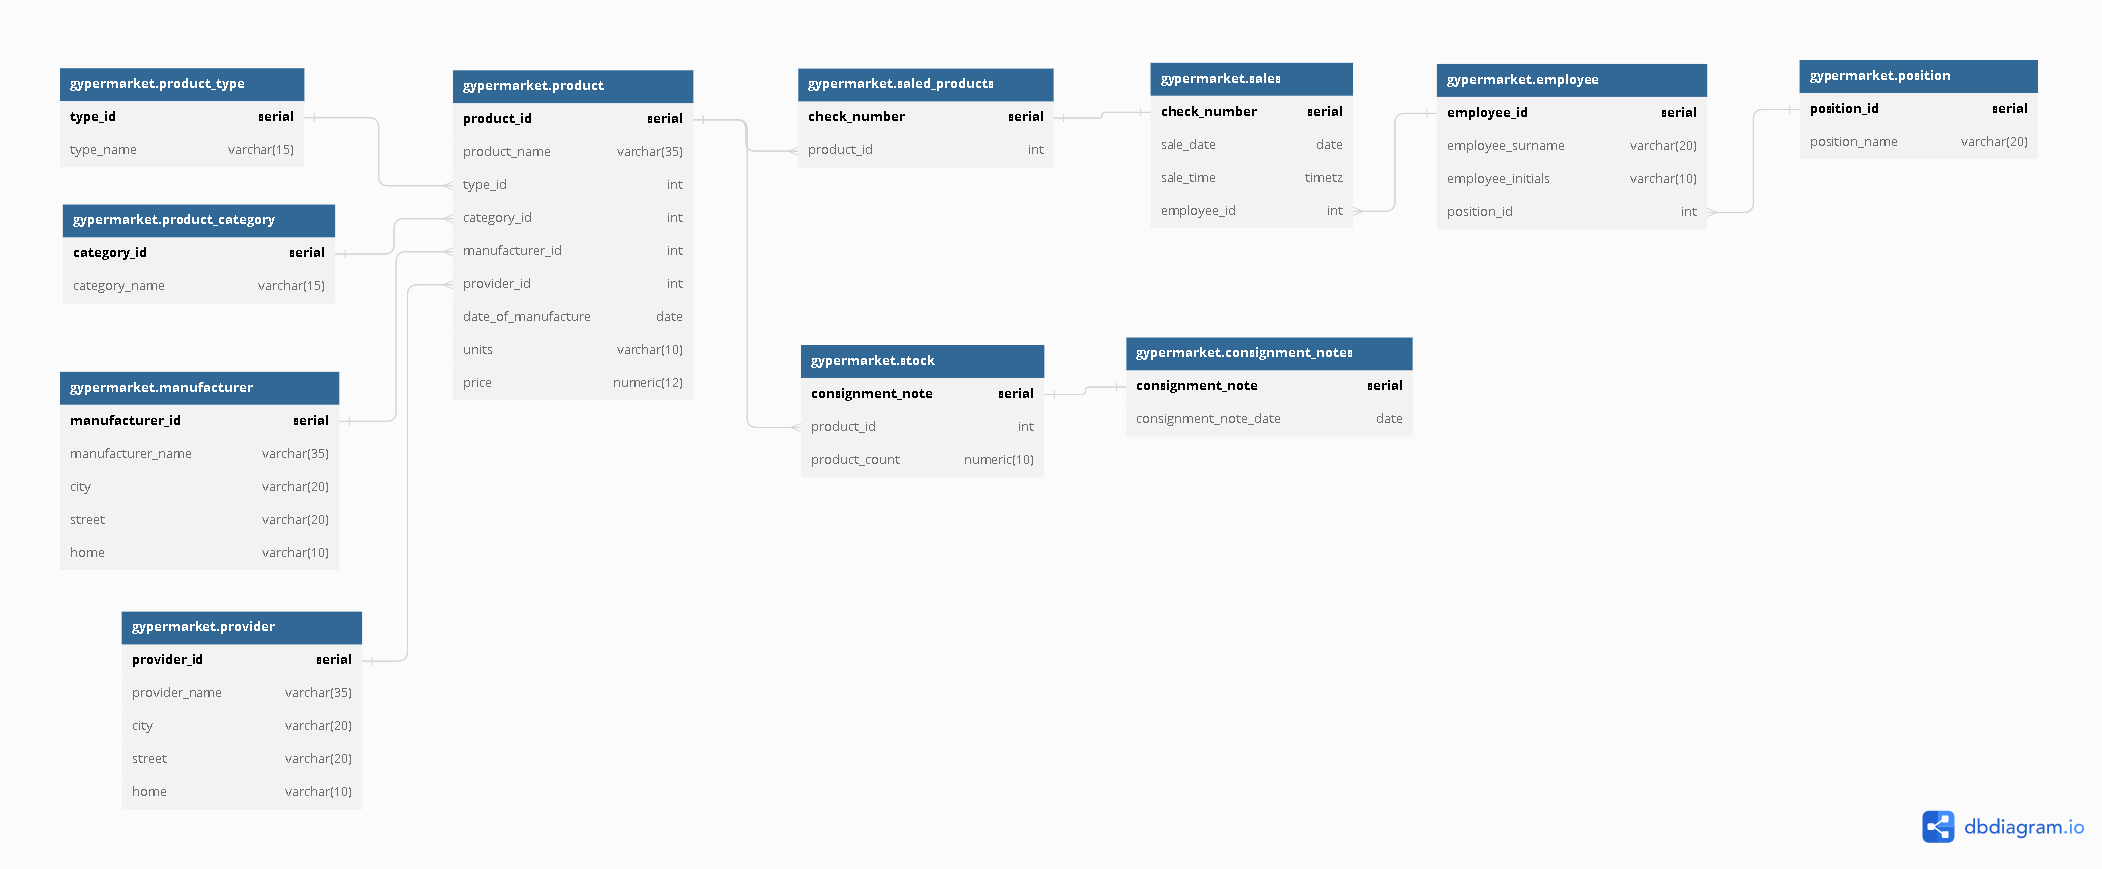 gypermarket.product_type
type_id serial
type_name varchar(15)
gypermarket.product_category
category_id serial
category_name varchar(15)
gypermarket.manufacturer
manufacturer_id serial
manufacturer_name varchar(35)
city varchar(20)
street varchar(20)
home varchar(10)
gypermarket.provider
provider_id serial
provider_name varchar(35)
city varchar(20)
street varchar(20)
home varchar(10)
gypermarket.product
product_id serial
product_name varchar(35)
type_id int
category_id int
manufacturer_id int
provider_id int
date_of_manufacture date
units varchar(10)
price numeric(12)
gypermarket.saled_products
check_number serial
product_id int
gypermarket.stock
consignment_note serial
product_id int
product_count numeric(10)
gypermarket.sales
check_number serial
sale_date date
sale_time timetz
employee_id int
gypermarket.consignment_notes
consignment_note serial
consignment_note_date date
gypermarket.employee
employee_id serial
employee_surname varchar(20)
employee_initials varchar(10)
position_id int
gypermarket.position
position_id serial
position_name varchar(20)
dbdiagram.io